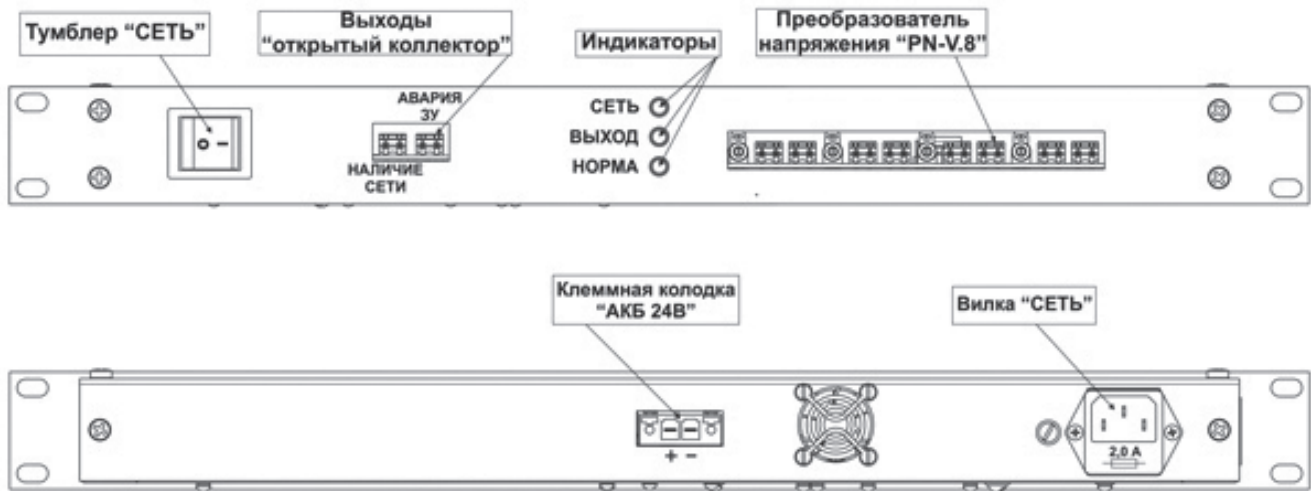 Тумблер “СЕТЬ”
Выходы
“открытый коллектор”
Индикаторы
Преобразователь
напряжения “PN-V.8”
АВАРИЯ
ЗУ
НАЛИЧИЕ
СЕТИ
СЕТЬ
ВЫХОД
НОРМА
Клеммная колодка
“АКБ 24В”
Вилка “СЕТЬ”
+ −
2,0 А